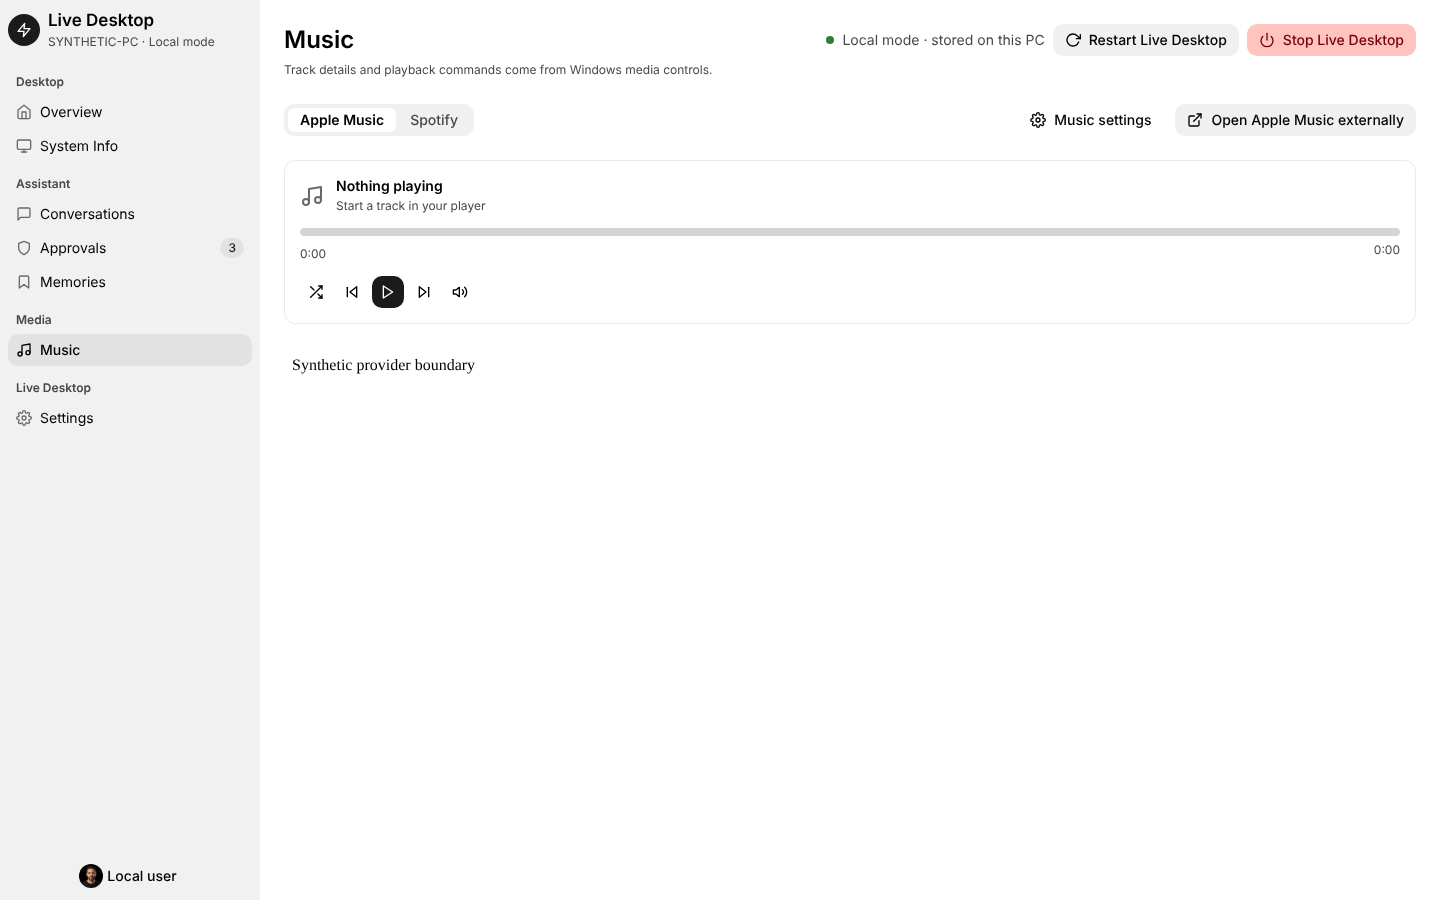 Live Desktop
SYNTHETIC-PC · Local mode
Desktop
Overview
System Info
Assistant
Conversations
Approvals 3
Memories
Media
Music
Live Desktop
Settings
Local user
Music
Local mode · stored on this PC
Restart Live Desktop
Stop Live Desktop
Track details and playback commands come from Windows media controls.
Apple Music
Spotify
Music settings
Open Apple Music externally
Nothing playing
Start a track in your player
0:00
0:00
Synthetic provider boundary